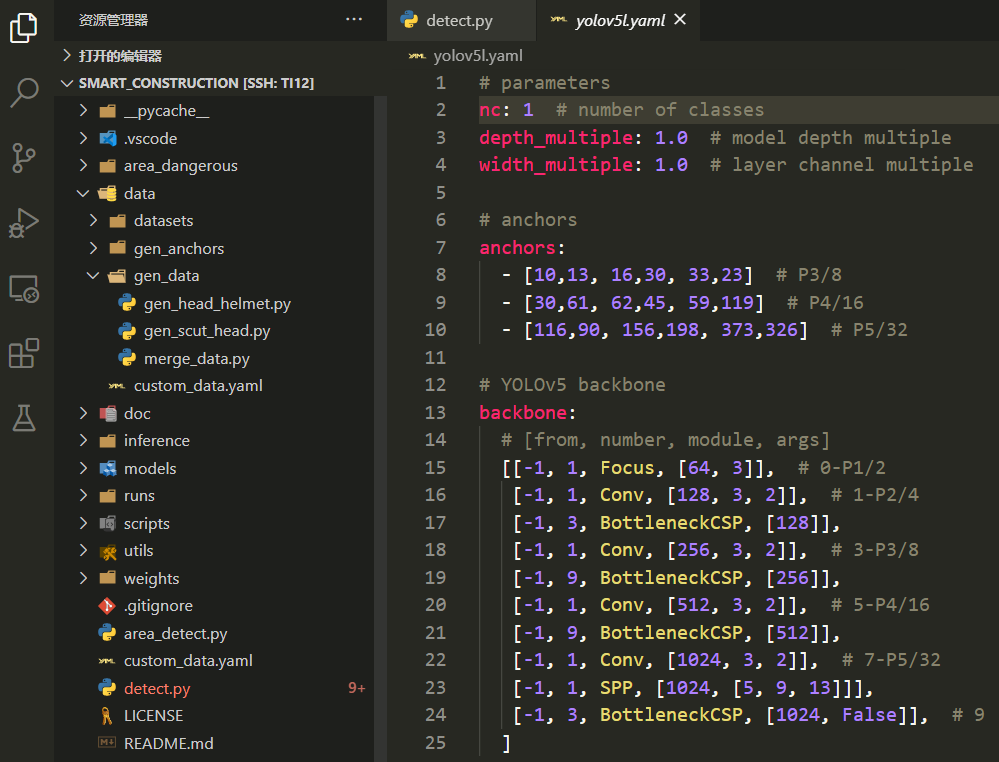 资源管理器
···
打开的编辑器
SMART_CONSTRUCTION [SSH: TI12]
__pycache__
.vscode
area_dangerous
data
datasets
gen_anchors
gen_data
gen_head_helmet.py
gen_scut_head.py
merge_data.py
custom_data.yaml
doc
inference
models
runs
scripts
utils
weights
.gitignore
area_detect.py
custom_data.yaml
detect.py 9+
LICENSE
README.md
detect.py
yolov5l.yaml
yolov5l.yaml
1 # parameters
2 nc: 1  # number of classes
3 depth_multiple: 1.0  # model depth multiple
4 width_multiple: 1.0  # layer channel multiple
5
6 # anchors
7 anchors:
8   - [10,13, 16,30, 33,23]  # P3/8
9   - [30,61, 62,45, 59,119]  # P4/16
10   - [116,90, 156,198, 373,326]  # P5/32
11
12 # YOLOv5 backbone
13 backbone:
14   # [from, number, module, args]
15   [[-1, 1, Focus, [64, 3]],  # 0-P1/2
16    [-1, 1, Conv, [128, 3, 2]],  # 1-P2/4
17    [-1, 3, BottleneckCSP, [128]],
18    [-1, 1, Conv, [256, 3, 2]],  # 3-P3/8
19    [-1, 9, BottleneckCSP, [256]],
20    [-1, 1, Conv, [512, 3, 2]],  # 5-P4/16
21    [-1, 9, BottleneckCSP, [512]],
22    [-1, 1, Conv, [1024, 3, 2]],  # 7-P5/32
23    [-1, 1, SPP, [1024, [5, 9, 13]]],
24    [-1, 3, BottleneckCSP, [1024, False]],  # 9
25   ]